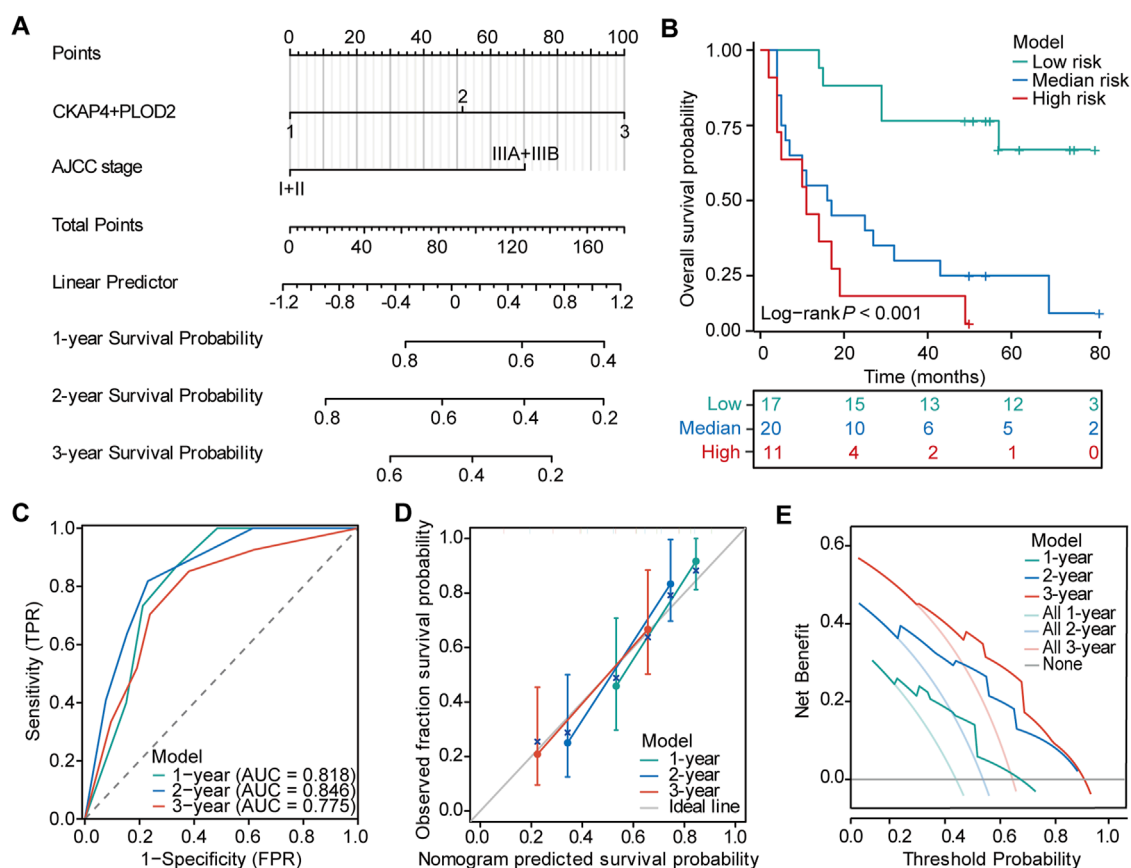 A
Points
0 20 40 60 80 100
CKAP4+PLOD2
1 2 3
AJCC stage
I+II IIIA+IIIB
Total Points
0 40 80 120 160
Linear Predictor
-1.2 -0.8 -0.4 0 0.4 0.8 1.2
1-year Survival Probability
0.8 0.6 0.4
2-year Survival Probability
0.8 0.6 0.4 0.2
3-year Survival Probability
0.6 0.4 0.2
B
Overall survival probability
1.00
0.75
0.50
0.25
0.00
Model
Low risk
Median risk
High risk
Log-rank P < 0.001
0 20 40 60 80
Time (months)
Low 17 15 13 12 3
Median 20 10 6 5 2
High 11 4 2 1 0
C
Sensitivity (TPR)
1.0
0.8
0.6
0.4
0.2
0.0
Model
1-year (AUC = 0.818)
2-year (AUC = 0.846)
3-year (AUC = 0.775)
0.0 0.2 0.4 0.6 0.8 1.0
1-Specificity (FPR)
D
Observed fraction survival probability
1.0
0.8
0.6
0.4
0.2
0.0
Model
1-year
2-year
3-year
Ideal line
0.0 0.2 0.4 0.6 0.8 1.0
Nomogram predicted survival probability
E
Net Benefit
0.6
0.4
0.2
0.0
Model
1-year
2-year
3-year
All 1-year
All 2-year
All 3-year
None
0.0 0.2 0.4 0.6 0.8 1.0
Threshold Probability